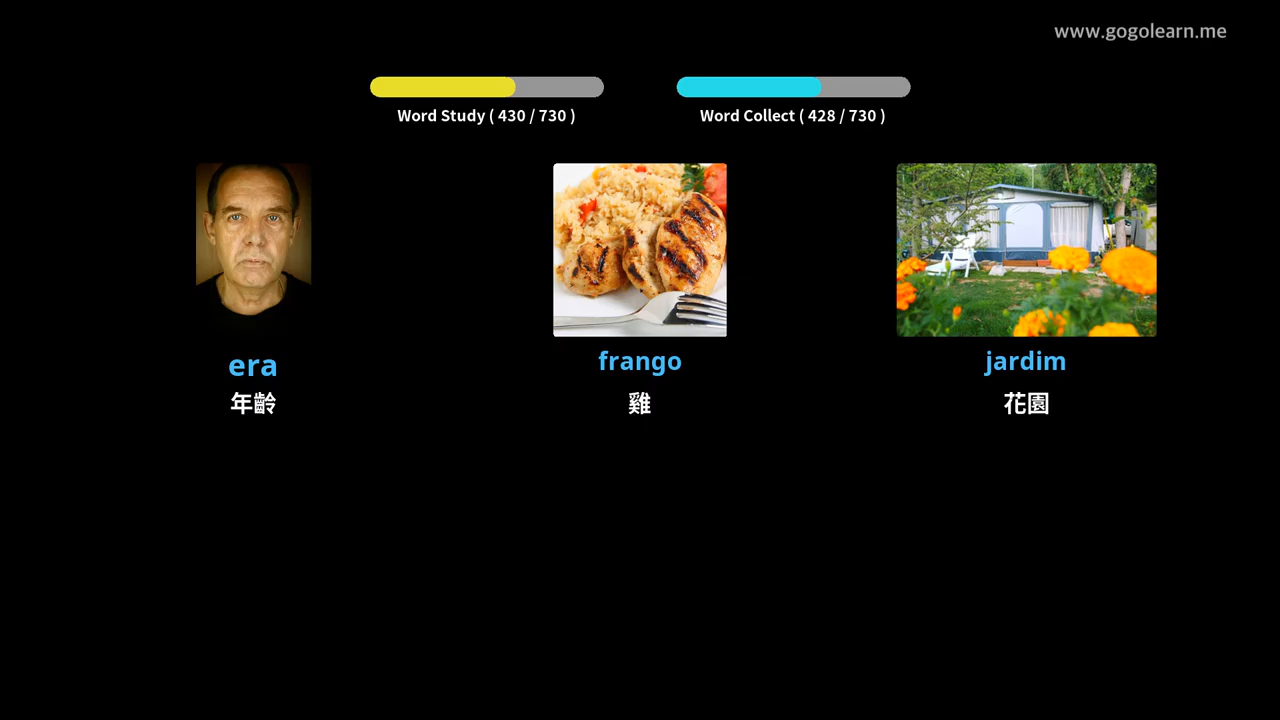 www.gogolearn.me
Word Study ( 430 / 730 )
Word Collect ( 428 / 730 )
era
年齡
frango
雞
jardim
花園